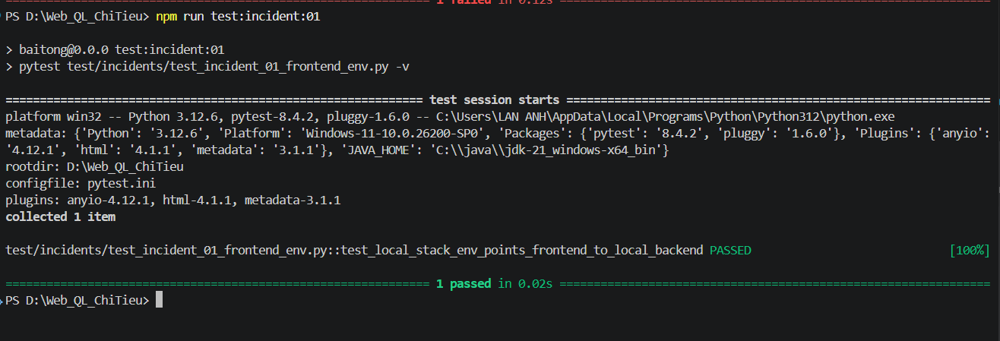 ============================================================== 1 failed in 0.12s ===============================================================
PS D:\Web_QL_ChiTieu> npm run test:incident:01
> baitong@0.0.0 test:incident:01
> pytest test/incidents/test_incident_01_frontend_env.py -v
============================================================= test session starts ==============================================================
platform win32 -- Python 3.12.6, pytest-8.4.2, pluggy-1.6.0 -- C:\Users\LAN ANH\AppData\Local\Programs\Python\Python312\python.exe
metadata: {'Python': '3.12.6', 'Platform': 'Windows-11-10.0.26200-SP0', 'Packages': {'pytest': '8.4.2', 'pluggy': '1.6.0'}, 'Plugins': {'anyio':
'4.12.1', 'html': '4.1.1', 'metadata': '3.1.1'}, 'JAVA_HOME': 'C:\\java\\jdk-21_windows-x64_bin'}
rootdir: D:\Web_QL_ChiTieu
configfile: pytest.ini
plugins: anyio-4.12.1, html-4.1.1, metadata-3.1.1
collected 1 item
test/incidents/test_incident_01_frontend_env.py::test_local_stack_env_points_frontend_to_local_backend PASSED [100%]
============================================================== 1 passed in 0.02s ===============================================================
PS D:\Web_QL_ChiTieu>